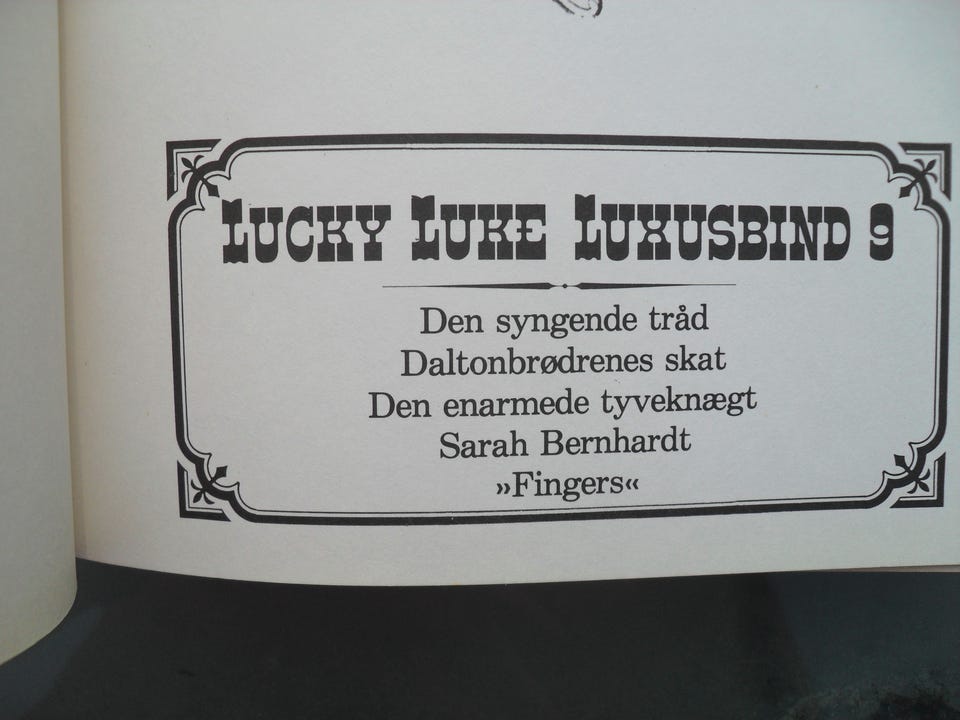 LUCKY LUKE LUXUSBIND 9
Den syngende tråd
Daltonbrødrenes skat
Den enarmede tyveknægt
Sarah Bernhardt
»Fingers«